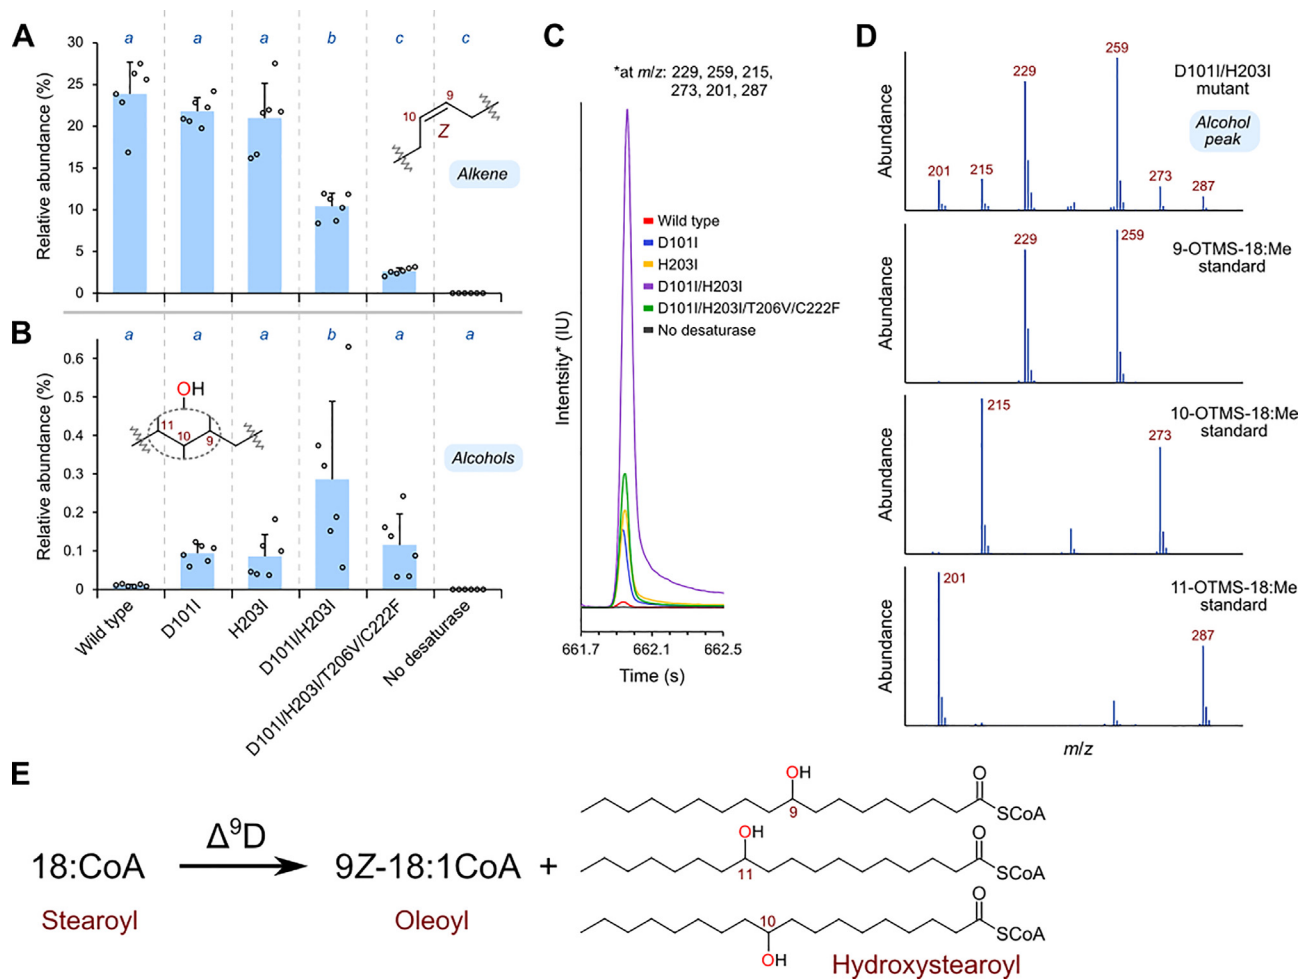 A
a
a
a
b
c
c
Relative abundance (%)
30
25
20
15
10
5
0
9
10
Z
Alkene
B
a
a
a
b
a
a
Relative abundance (%)
0.6
0.5
0.4
0.3
0.2
0.1
0
OH
11
10
9
Alcohols
Wild type
D101I
H203I
D101I/H203I
D101I/H203I/T206V/C222F
No desaturase
C
*at m/z: 229, 259, 215,
273, 201, 287
Intentsity* (IU)
Wild type
D101I
H203I
D101I/H203I
D101I/H203I/T206V/C222F
No desaturase
661.7
662.1
662.5
Time (s)
D
Abundance
201
215
229
259
273
287
D101I/H203I
mutant
Alcohol
peak
Abundance
229
259
9-OTMS-18:Me
standard
Abundance
215
273
10-OTMS-18:Me
standard
Abundance
201
287
11-OTMS-18:Me
standard
m/z
E
18:CoA
Stearoyl
Δ⁹D
9Z-18:1CoA
Oleoyl
+
OH
9
O
SCoA
OH
11
O
SCoA
10
OH
O
SCoA
Hydroxystearoyl